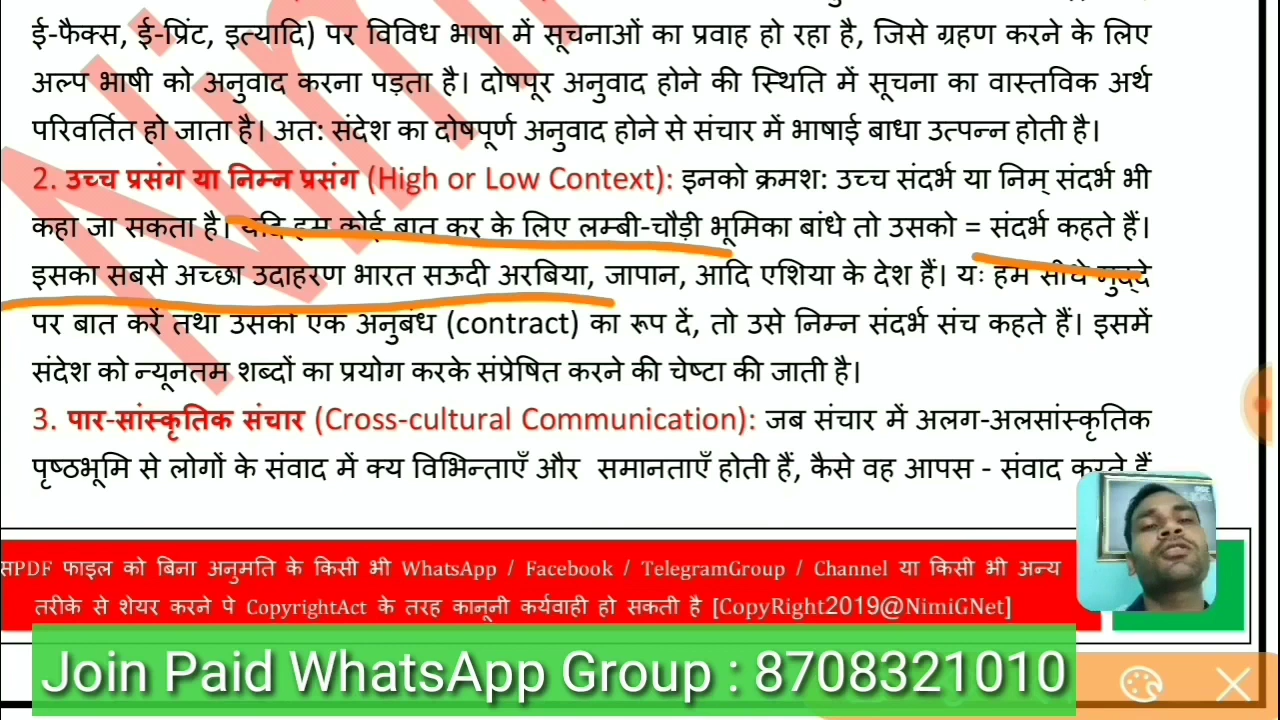 ई-फैक्स, ई-प्रिंट, इत्यादि) पर विविध भाषा में सूचनाओं का प्रवाह हो रहा है, जिसे ग्रहण करने के लिए
अल्प भाषी को अनुवाद करना पड़ता है। दोषपूर अनुवाद होने की स्थिति में सूचना का वास्तविक अर्थ
परिवर्तित हो जाता है। अत: संदेश का दोषपूर्ण अनुवाद होने से संचार में भाषाई बाधा उत्पन्न होती है।
2. उच्च प्रसंग या निम्न प्रसंग (High or Low Context): इनको क्रमश: उच्च संदर्भ या निम् संदर्भ भी
कहा जा सकता है। यदि हम कोई बात कर के लिए लम्बी-चौड़ी भूमिका बांधे तो उसको = संदर्भ कहते हैं।
इसका सबसे अच्छा उदाहरण भारत सऊदी अरबिया, जापान, आदि एशिया के देश हैं। यः हम सीधे मुद्दे
पर बात करें तथा उसको एक अनुबंध (contract) का रूप दें, तो उसे निम्न संदर्भ संच कहते हैं। इसमें
संदेश को न्यूनतम शब्दों का प्रयोग करके संप्रेषित करने की चेष्टा की जाती है।
3. पार-सांस्कृतिक संचार (Cross-cultural Communication): जब संचार में अलग-अलसांस्कृतिक
पृष्ठभूमि से लोगों के संवाद में क्य विभिन्ताएँ और समानताएँ होती हैं, कैसे वह आपस - संवाद करते हैं
सPDF फाइल को बिना अनुमति के किसी भी WhatsApp / Facebook / TelegramGroup / Channel या किसी भी अन्य
तरीके से शेयर करने पे CopyrightAct के तरह कानूनी कर्यवाही हो सकती है [CopyRight2019@NimiGNet]
Join Paid WhatsApp Group : 8708321010